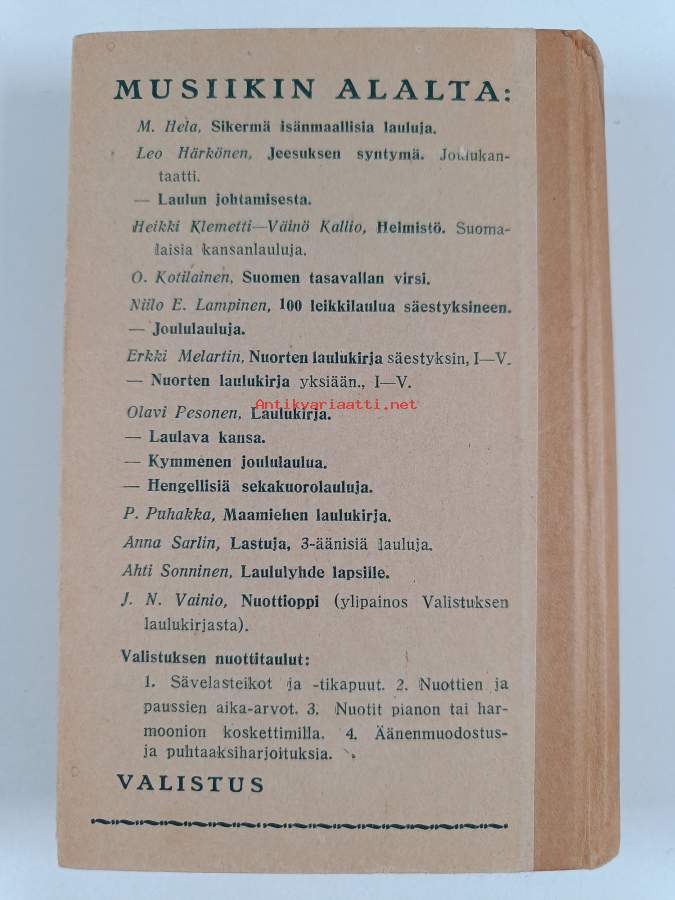 MUSIIKIN ALALTA:
M. Hela, Sikermä isänmaallisia lauluja.
Leo Härkönen, Jeesuksen syntymä. Joulukan-
taatti.
— Laulun johtamisesta.
Heikki Klemetti—Väinö Kallio, Helmistö. Suoma-
laisia kansanlauluja.
O. Kotilainen, Suomen tasavallan virsi.
Niilo E. Lampinen, 100 leikkilaulua säestyksineen.
— Joululauluja.
Erkki Melartin, Nuorten laulukirja säestyksin, I—V.
— Nuorten laulukirja yksiään., I—V.
Antikvariaatti.net
Olavi Pesonen, Laulukirja.
— Laulava kansa.
— Kymmenen joululaulua.
— Hengellisiä sekakuorolauluja.
P. Puhakka, Maamiehen laulukirja.
Anna Sarlin, Lastuja, 3-äänisiä lauluja.
Ahti Sonninen, Laululyhde lapsille.
J. N. Vainio, Nuottioppi (ylipainos Valistuksen
laulukirjasta).
Valistuksen nuottitaulut:
1. Sävelasteikot ja -tikapuut. 2. Nuottien ja
paussien aika-arvot. 3. Nuotit pianon tai har-
moonion koskettimilla. 4. Äänenmuodostus-
ja puhtaaksiharjoituksia.
VALISTUS